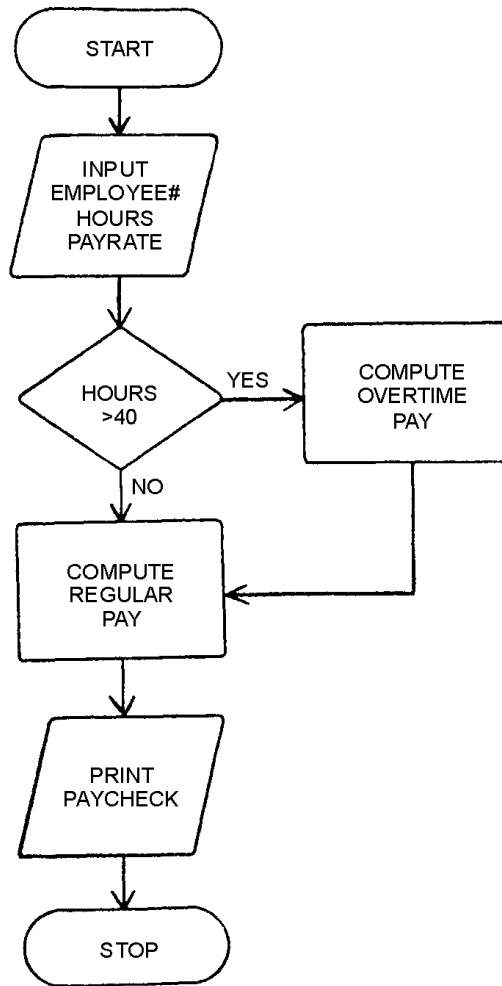 START
INPUT
EMPLOYEE#
HOURS
PAYRATE
HOURS
>40
YES
COMPUTE
OVERTIME
PAY
NO
COMPUTE
REGULAR
PAY
PRINT
PAYCHECK
STOP